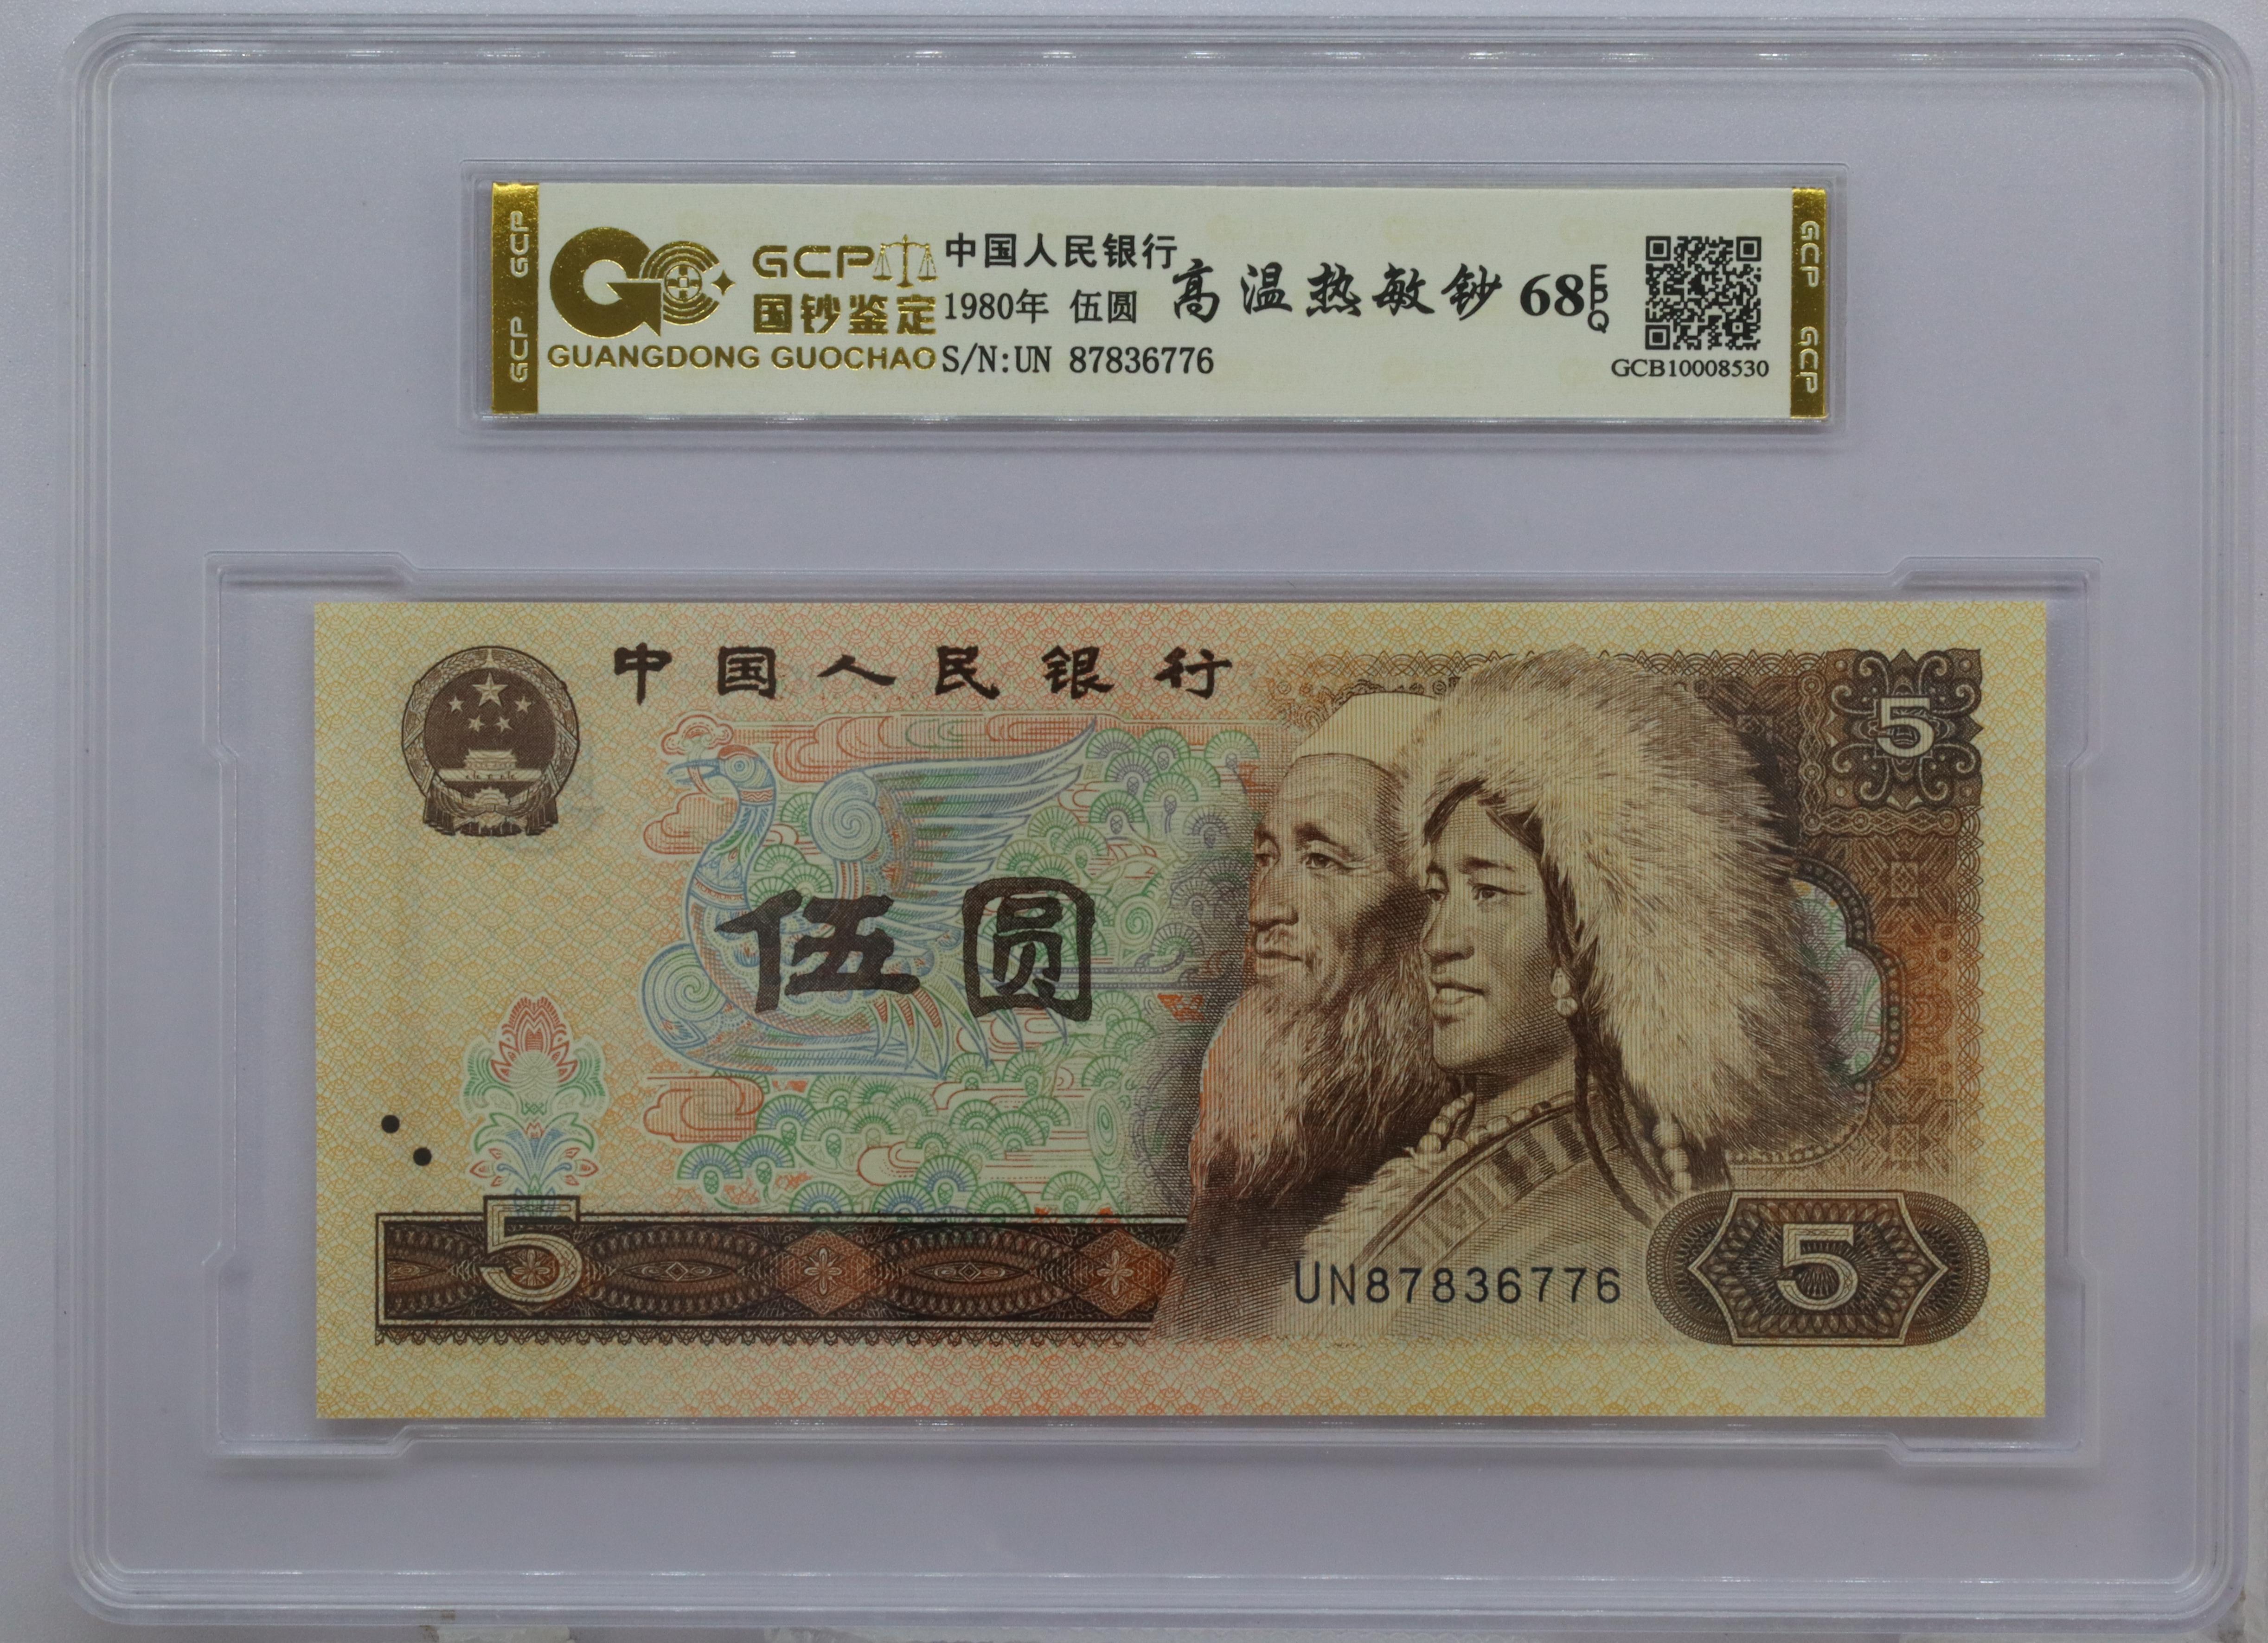 GCP GCP
GCP
国钞鉴定
GUANGDONG GUOCHAO
中国人民银行
1980年 伍圆
S/N:UN 87836776
高温热敏钞
68 EPQ
GCB10008530
GCP GCP
中国人民银行
5
伍圆
5
UN87836776
5